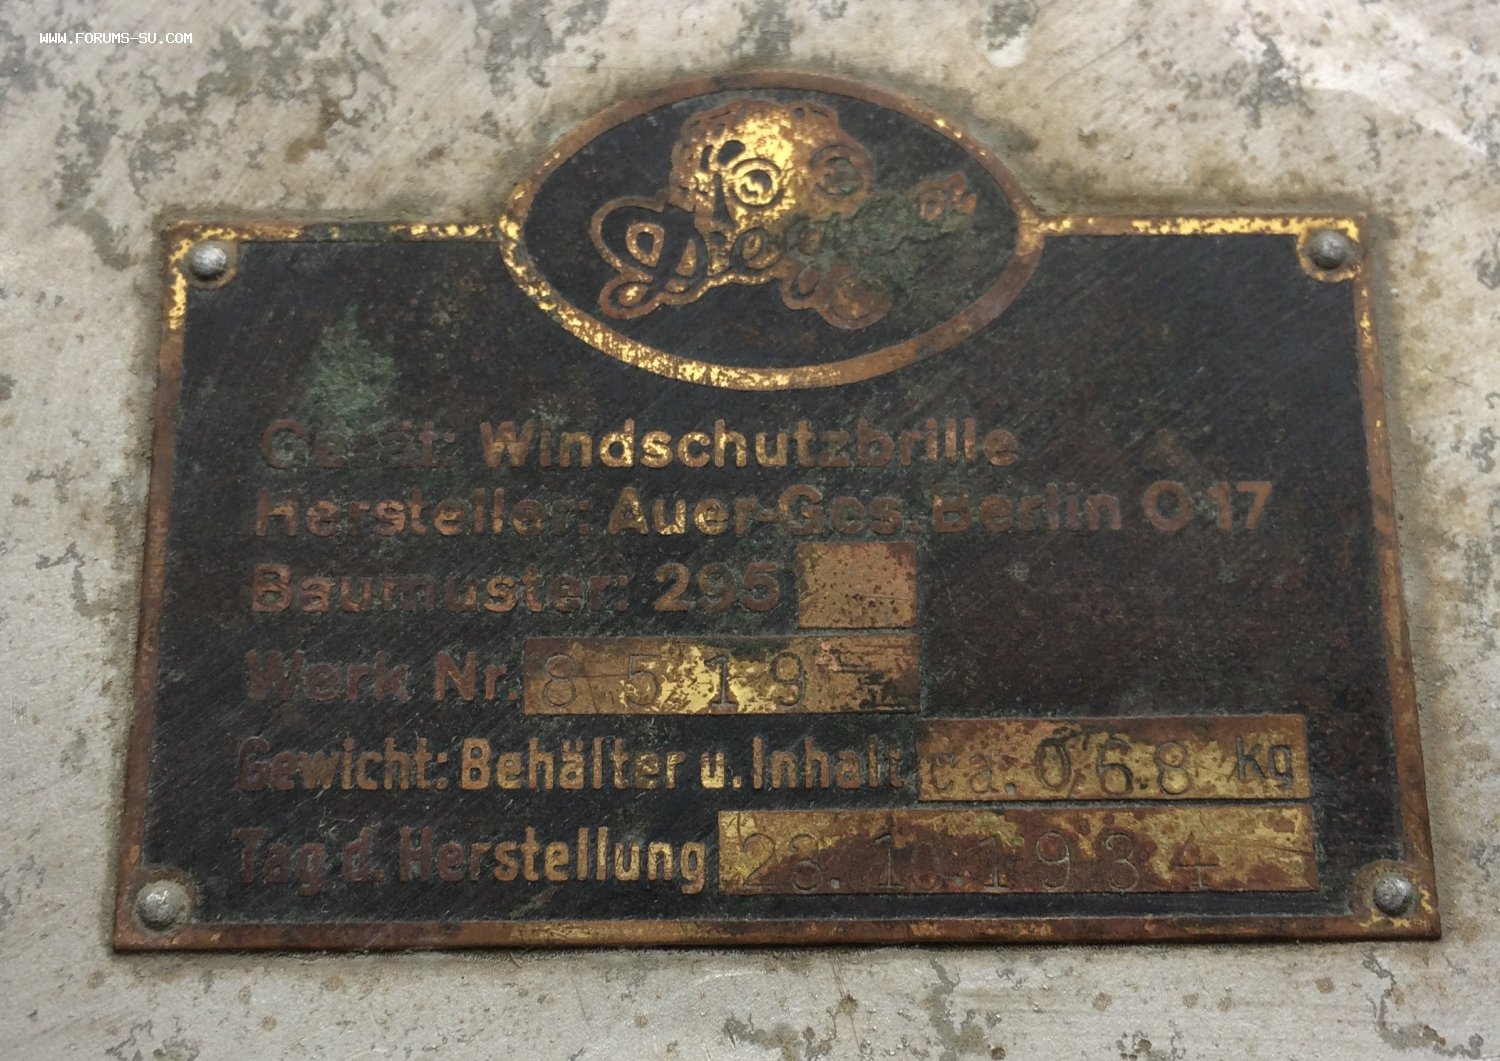 WWW.FORUMS-SU.COM
Degea
Gerät: Windschutzbrille
Hersteller: Auer-Ges. Berlin O 17
Baumuster: 295
Werk Nr. 8519
Gewicht: Behälter u. Inhalt ca. 0,68 Kg
Tag d. Herstellung 23.10.1934